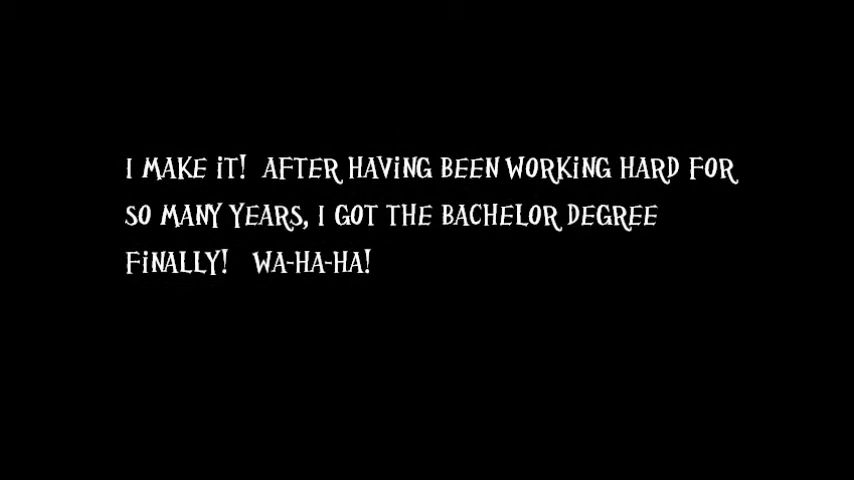 I MAKE IT! AFTER HAVING BEEN WORKING HARD FOR
SO MANY YEARS, I GOT THE BACHELOR DEGREE
FINALLY! WA-HA-HA!